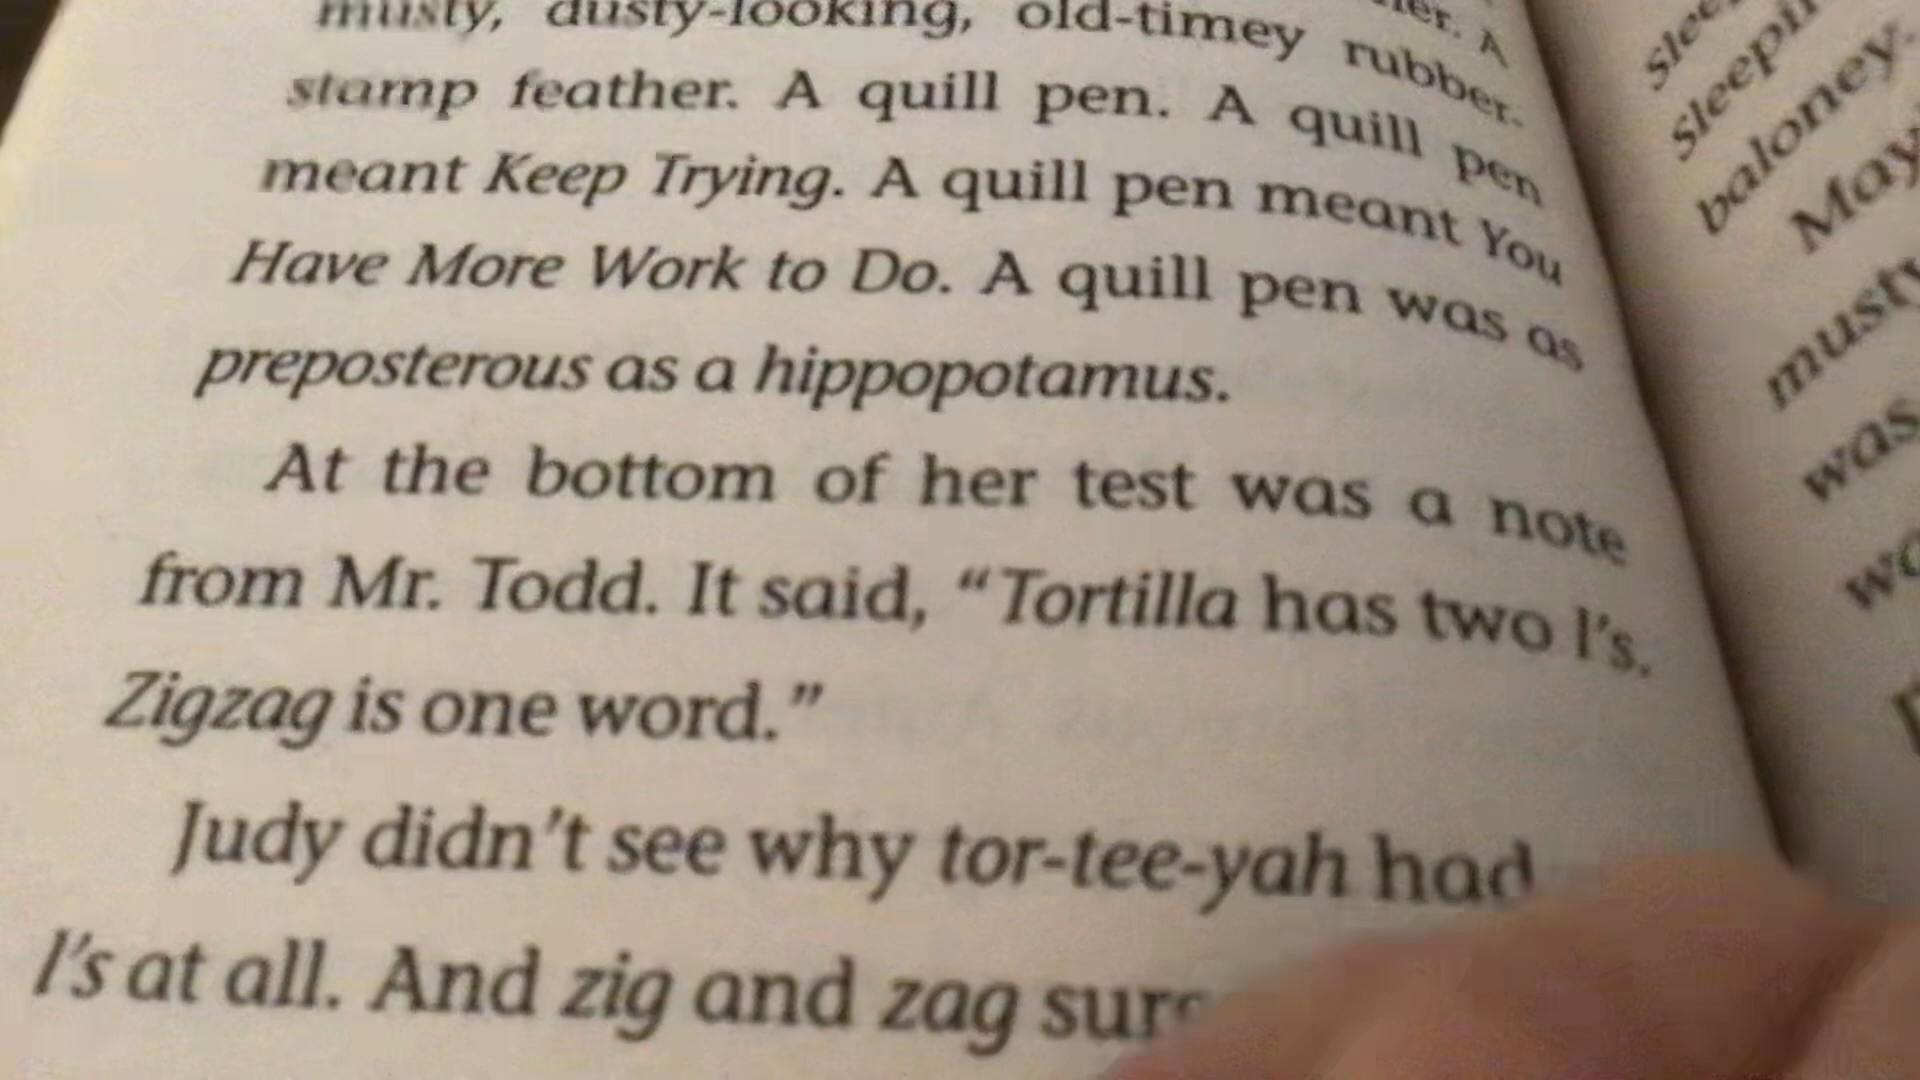 musty, dusty-looking, old-timey rubber-
stamp feather. A quill pen. A quill pen
meant Keep Trying. A quill pen meant You
Have More Work to Do. A quill pen was as
preposterous as a hippopotamus.
At the bottom of her test was a note
from Mr. Todd. It said, “Tortilla has two l’s.
Zigzag is one word.”
Judy didn’t see why tor-tee-yah had
l’s at all. And zig and zag
baloney.
musty
was